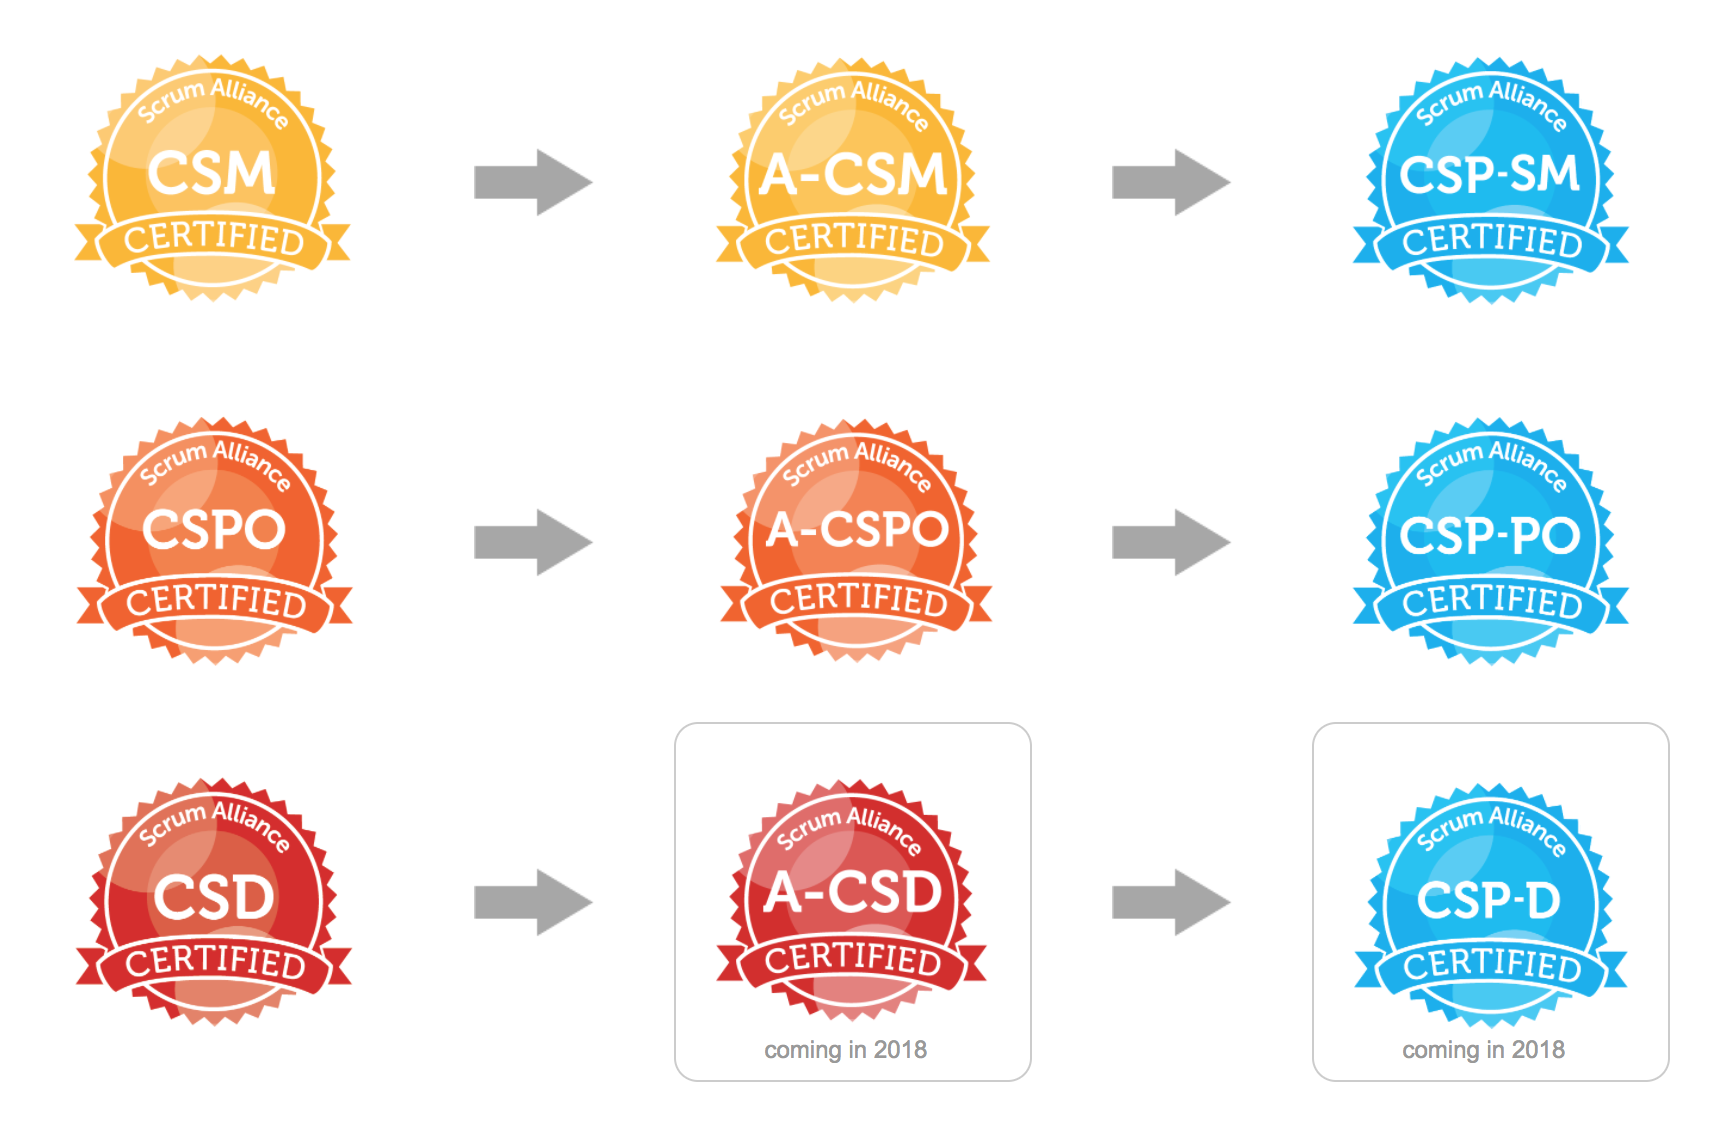 Scrum Alliance
CSM
CERTIFIED
Scrum Alliance
A-CSM
CERTIFIED
Scrum Alliance
CSP-SM
CERTIFIED
Scrum Alliance
CSPO
CERTIFIED
Scrum Alliance
A-CSPO
CERTIFIED
Scrum Alliance
CSP-PO
CERTIFIED
Scrum Alliance
CSD
CERTIFIED
Scrum Alliance
A-CSD
CERTIFIED
coming in 2018
Scrum Alliance
CSP-D
CERTIFIED
coming in 2018